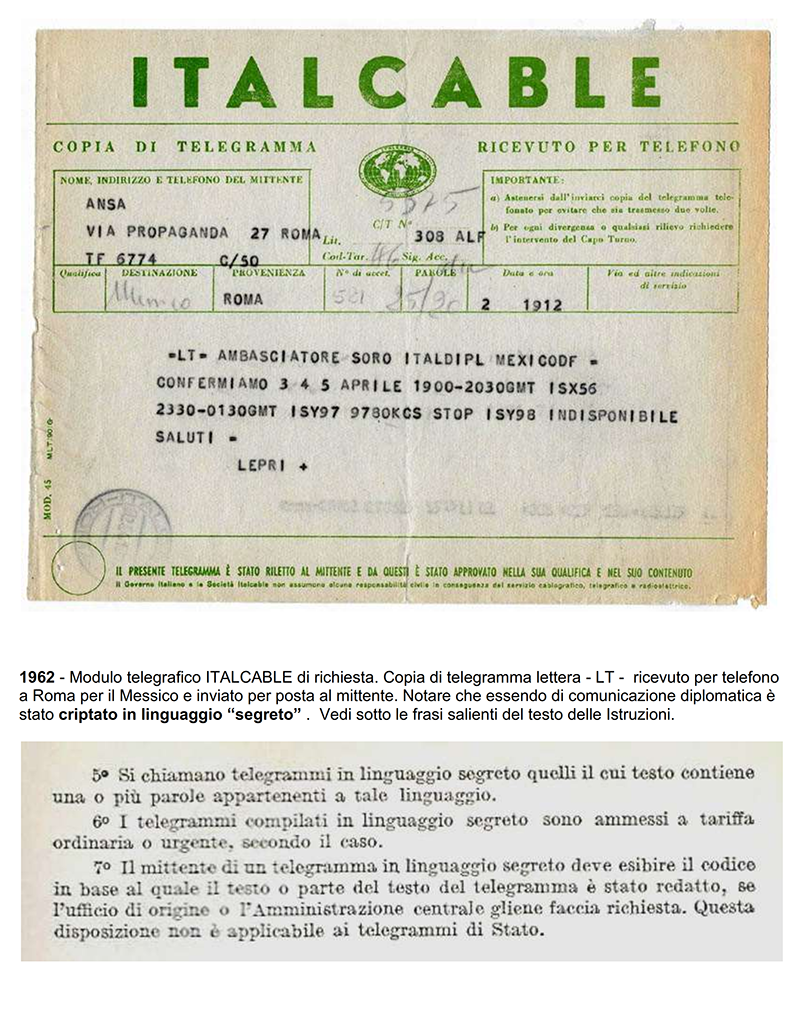 ITALCABLE
COPIA DI TELEGRAMMA
RICEVUTO PER TELEFONO
NOME, INDIRIZZO E TELEFONO DEL MITTENTE
ANSA
VIA PROPAGANDA 27 ROMA
TF 6774 C/50
C/T Nº
Lit. 308 ALF
Cod-Tar. 46 Sig. Acc.
IMPORTANTE:
a) Astenersi dall'inviarci copia del telegramma tele-
fonato per evitare che sia trasmesso due volte.
b) Per ogni divergenza o qualsiasi rilievo richiedere
l'intervento del Capo Turno.
Qualifica DESTINAZIONE PROVENIENZA Nº di accet. PAROLE Data e ora Via ed altre indicazioni
di servizio
ROMA 521 25/26 2 1912
=LT= AMBASCIATORE SORO ITALDIPL MEXICODF =
CONFERMIAMO 3 4 5 APRILE 1900-2030GMT ISX56
2330-0130GMT ISY97 9780KCS STOP ISY98 INDISPONIBILE
SALUTI =
LEPRI +
MOD. 45
IL PRESENTE TELEGRAMMA È STATO RILETTO AL MITTENTE E DA QUESTI È STATO APPROVATO NELLA SUA QUALIFICA E NEL SUO CONTENUTO
Il Governo Italiano e la Società Italcable non assumono alcuna responsabilità civile in conseguenza del servizio cablografico, telegrafico e radioelettrico.
1962 - Modulo telegrafico ITALCABLE di richiesta. Copia di telegramma lettera - LT - ricevuto per telefono
a Roma per il Messico e inviato per posta al mittente. Notare che essendo di comunicazione diplomatica è
stato criptato in linguaggio “segreto” . Vedi sotto le frasi salienti del testo delle Istruzioni.
5º Si chiamano telegrammi in linguaggio segreto quelli il cui testo contiene
una o più parole appartenenti a tale linguaggio.
6º I telegrammi compilati in linguaggio segreto sono ammessi a tariffa
ordinaria o urgente, secondo il caso.
7º Il mittente di un telegramma in linguaggio segreto deve esibire il codice
in base al quale il testo o parte del testo del telegramma è stato redatto, se
l'ufficio di origine o l'Amministrazione centrale gliene faccia richiesta. Questa
disposizione non è applicabile ai telegrammi di Stato.